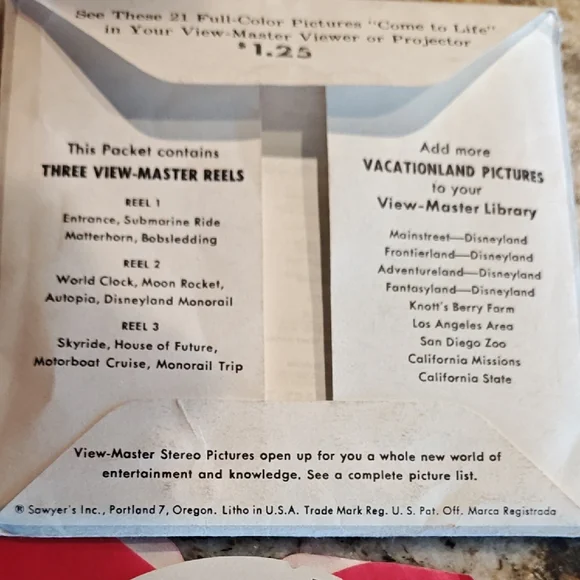 See These 21 Full-Color Pictures "Come to Life"
in Your View-Master Viewer or Projector
$1.25
This Packet contains
THREE VIEW-MASTER REELS
REEL 1
Entrance, Submarine Ride
Matterhorn, Bobsledding
REEL 2
World Clock, Moon Rocket,
Autopia, Disneyland Monorail
REEL 3
Skyride, House of Future,
Motorboat Cruise, Monorail Trip
Add more
VACATIONLAND PICTURES
to your
View-Master Library
Mainstreet—Disneyland
Frontierland—Disneyland
Adventureland—Disneyland
Fantasyland—Disneyland
Knott's Berry Farm
Los Angeles Area
San Diego Zoo
California Missions
California State
View-Master Stereo Pictures open up for you a whole new world of
entertainment and knowledge. See a complete picture list.
® Sawyer's Inc., Portland 7, Oregon. Litho in U.S.A. Trade Mark Reg. U. S. Pat. Off. Marca Registrada